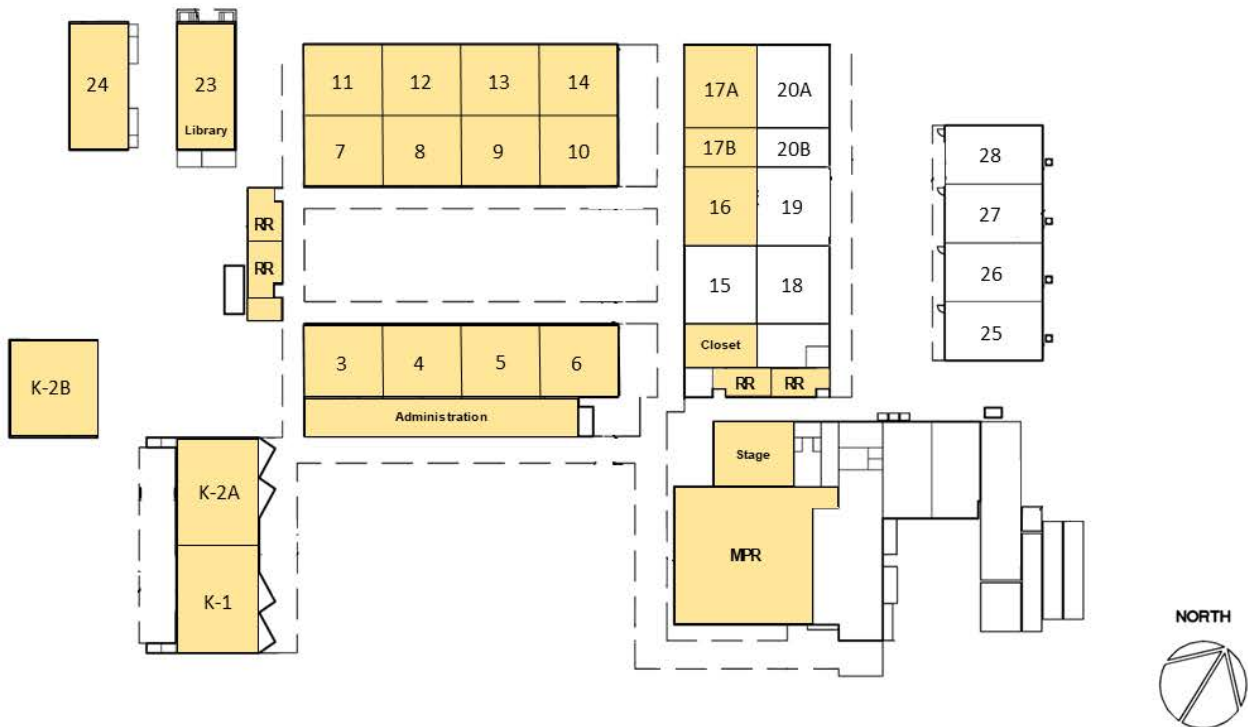 24
23
Library
11
12
13
14
7
8
9
10
17A
20A
17B
20B
16
19
15
18
Closet
RR
RR
28
27
26
25
RR
RR
K-2B
3
4
5
6
Administration
K-2A
K-1
Stage
MPR
NORTH